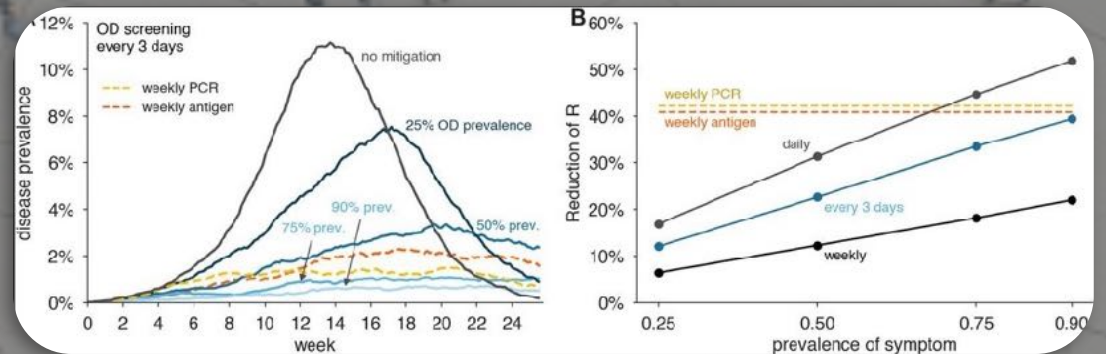 12%
10%
8%
6%
4%
2%
0%
disease prevalence
OD screening
every 3 days
weekly PCR
weekly antigen
no mitigation
25% OD prevalence
90% prev.
75% prev.
50% prev.
0 2 4 6 8 10 12 14 16 18 20 22 24
week
B
60%
50%
40%
30%
20%
10%
0%
Reduction of R
weekly PCR
weekly antigen
daily
every 3 days
weekly
0.25 0.50 0.75 0.90
prevalence of symptom